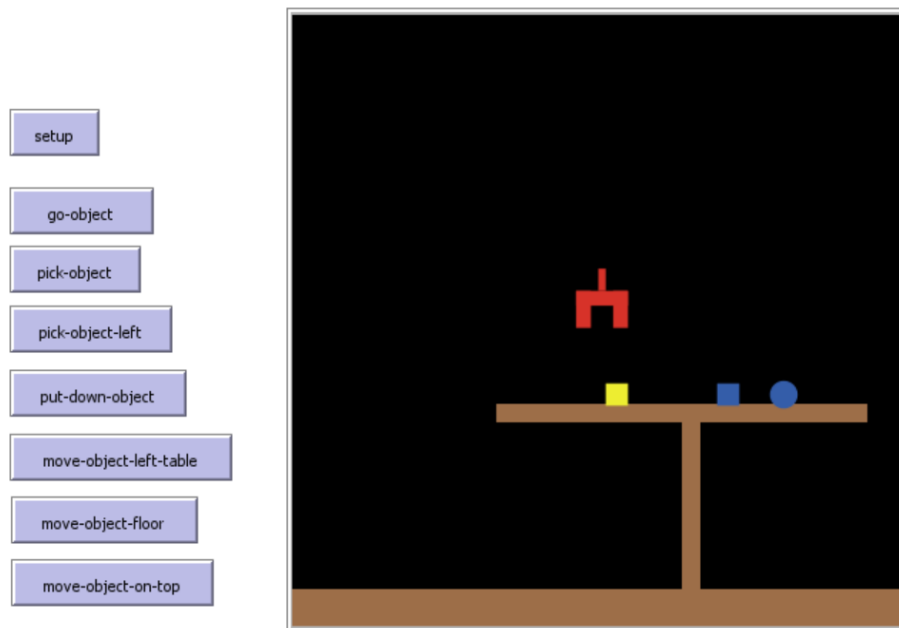 setup
go-object
pick-object
pick-object-left
put-down-object
move-object-left-table
move-object-floor
move-object-on-top